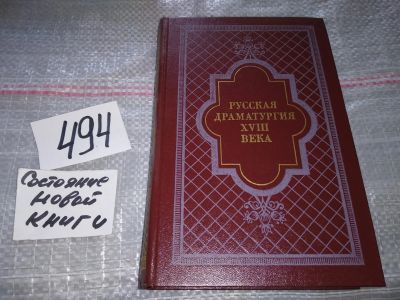 494
Состояние
новой
книги
РУССКАЯ
ДРАМАТУРГИЯ
XVIII
ВЕКА